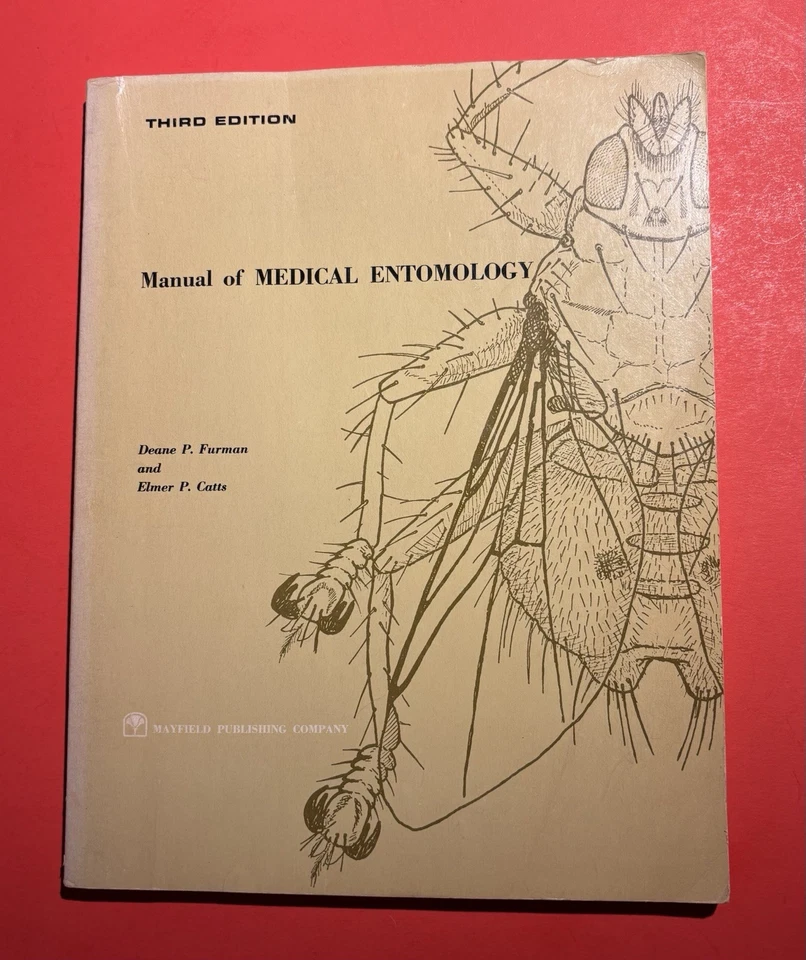 THIRD EDITION
Manual of MEDICAL ENTOMOLOGY
Deane P. Furman
and
Elmer P. Catts
MAYFIELD PUBLISHING COMPANY